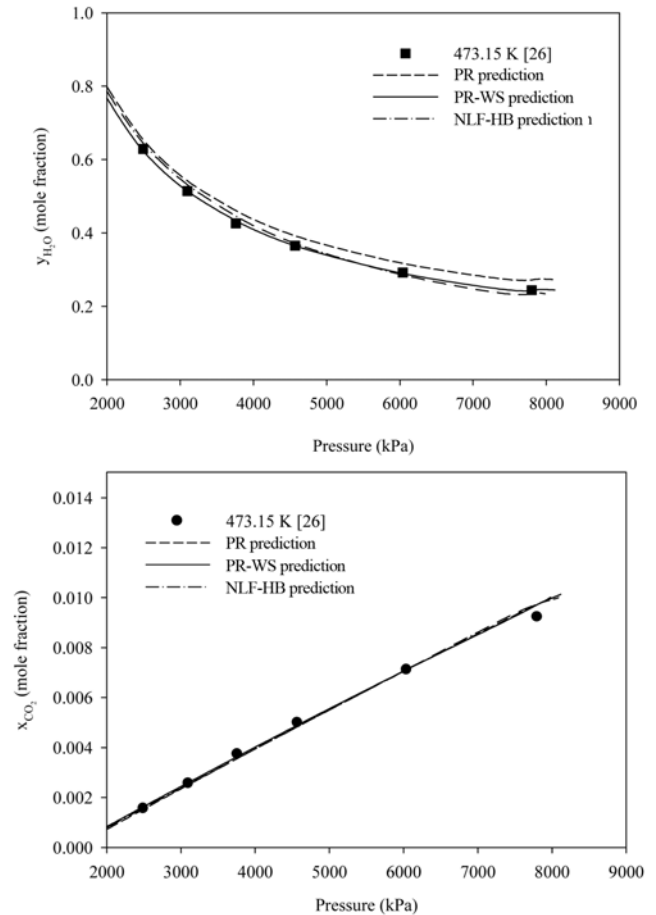 1.0
0.8
0.6
0.4
0.2
0.0
yH2O (mole fraction)
473.15 K [26]
PR prediction
PR-WS prediction
NLF-HB prediction ı
2000 3000 4000 5000 6000 7000 8000 9000
Pressure (kPa)
0.014
0.012
0.010
0.008
0.006
0.004
0.002
0.000
xCO2 (mole fraction)
473.15 K [26]
PR prediction
PR-WS prediction
NLF-HB prediction
2000 3000 4000 5000 6000 7000 8000 9000
Pressure (kPa)